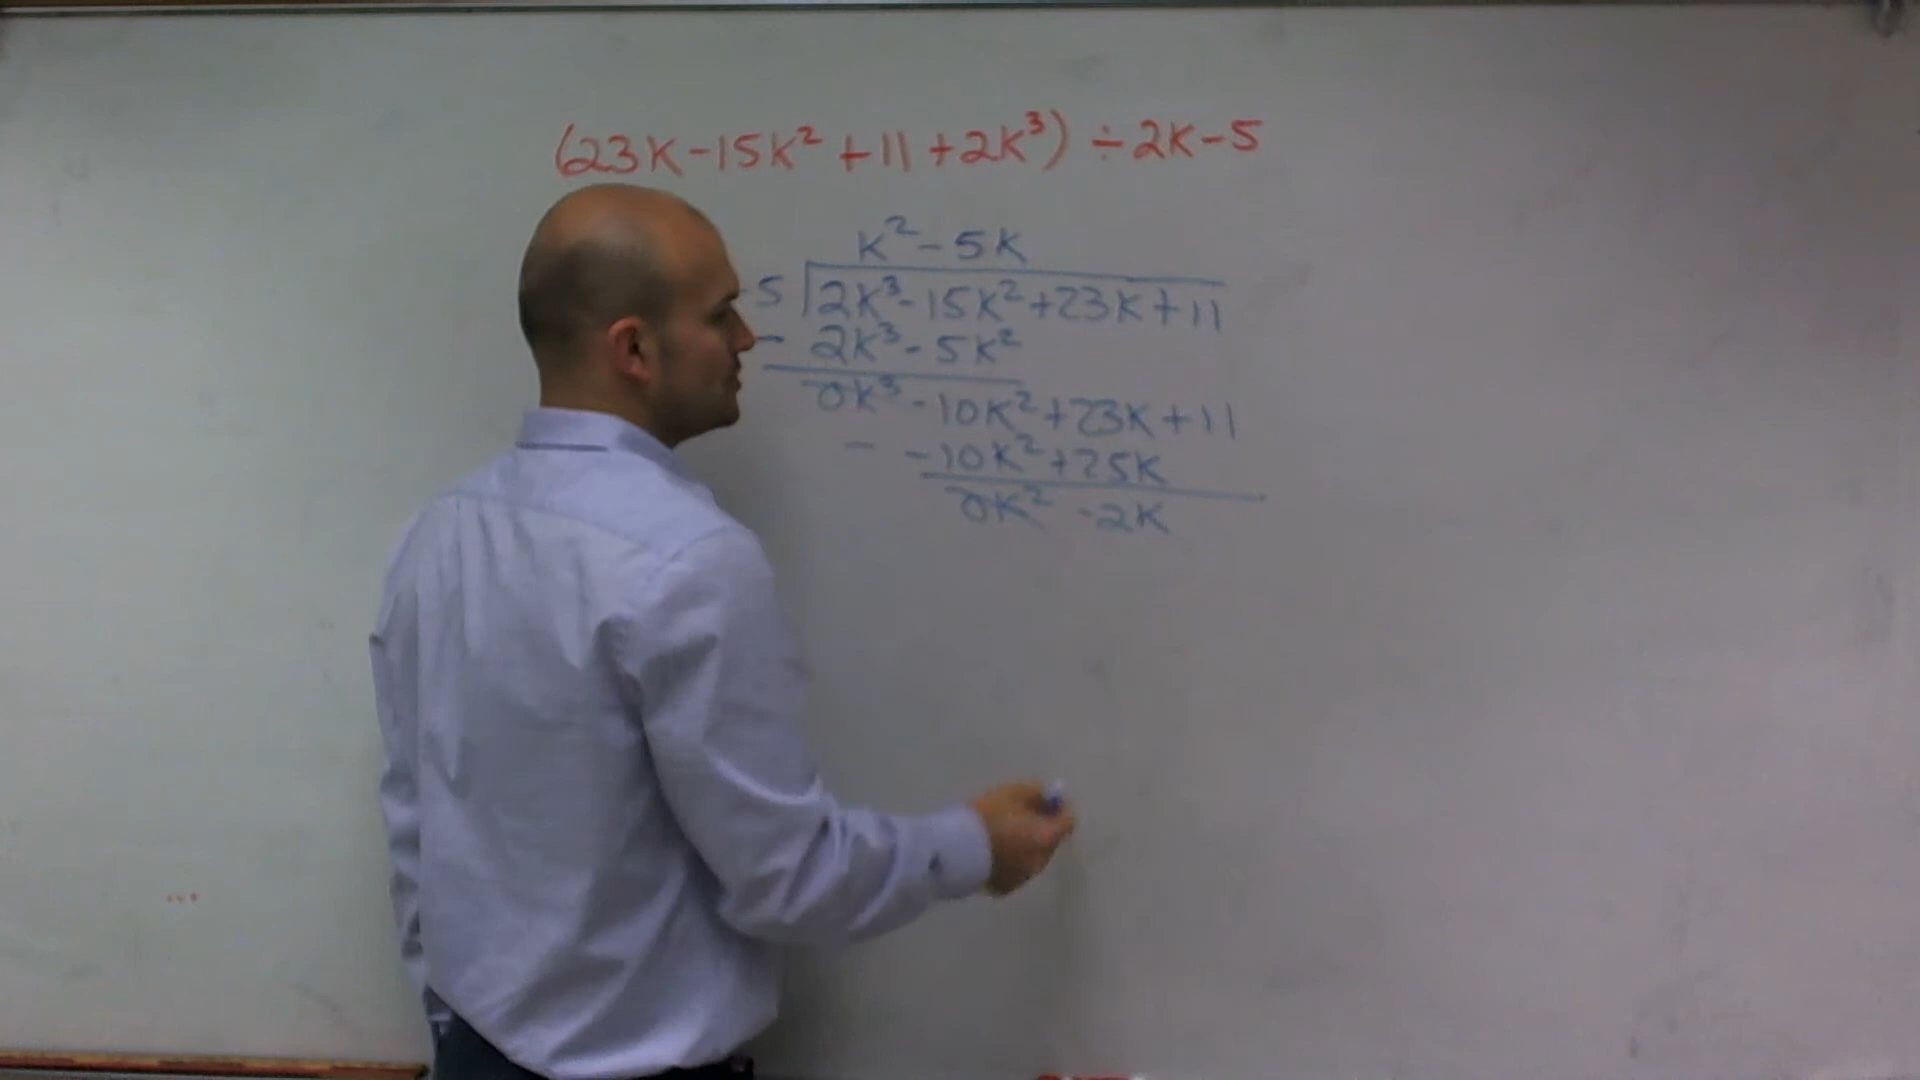 (23K-15K²+11+2K³) ÷ 2K-5
K²-5K
-5 2K³-15K²+23K+11
- 2K³-5K²
0K³-10K²+23K+11
- -10K²+25K
0K² -2K
...